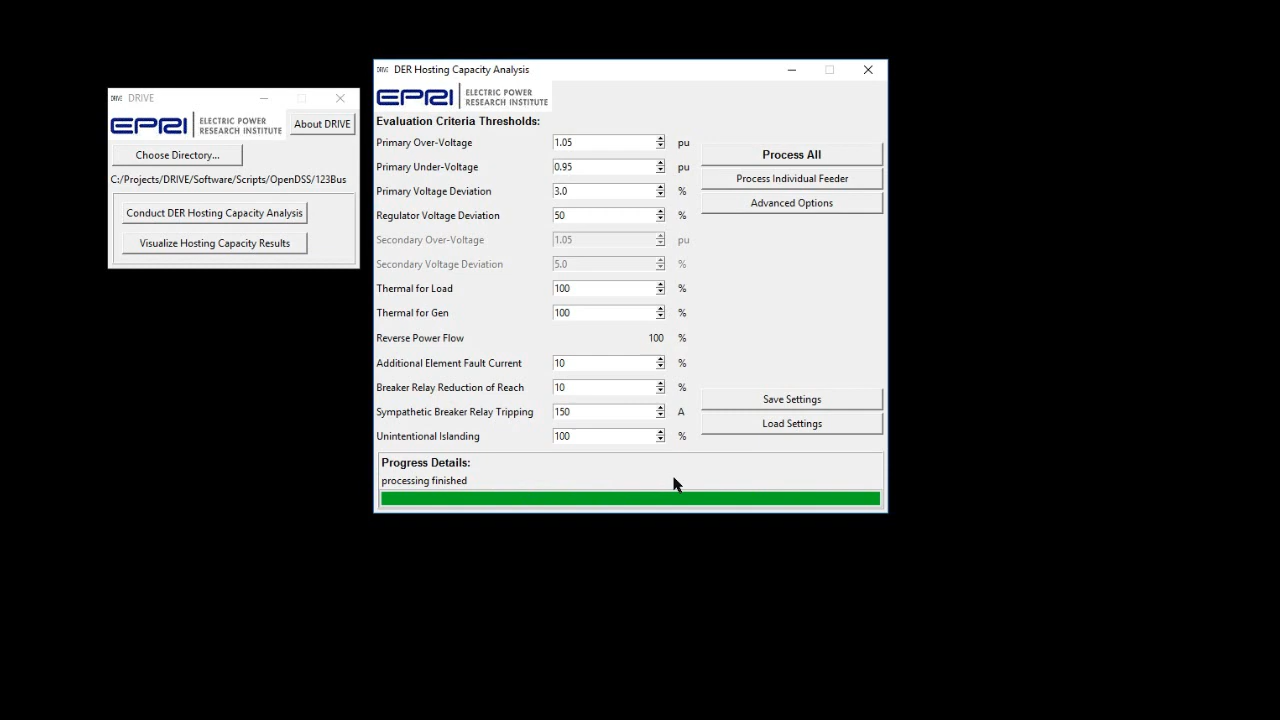 DRIVE DRIVE
EPRI ELECTRIC POWER
RESEARCH INSTITUTE
About DRIVE
Choose Directory...
C:/Projects/DRIVE/Software/Scripts/OpenDSS/123Bus
Conduct DER Hosting Capacity Analysis
Visualize Hosting Capacity Results
DRIVE DER Hosting Capacity Analysis
EPRI ELECTRIC POWER
RESEARCH INSTITUTE
Evaluation Criteria Thresholds:
Primary Over-Voltage 1.05 pu
Primary Under-Voltage 0.95 pu
Primary Voltage Deviation 3.0 %
Regulator Voltage Deviation 50 %
Secondary Over-Voltage 1.05 pu
Secondary Voltage Deviation 5.0 %
Thermal for Load 100 %
Thermal for Gen 100 %
Reverse Power Flow 100 %
Additional Element Fault Current 10 %
Breaker Relay Reduction of Reach 10 %
Sympathetic Breaker Relay Tripping 150 A
Unintentional Islanding 100 %
Process All
Process Individual Feeder
Advanced Options
Save Settings
Load Settings
Progress Details:
processing finished